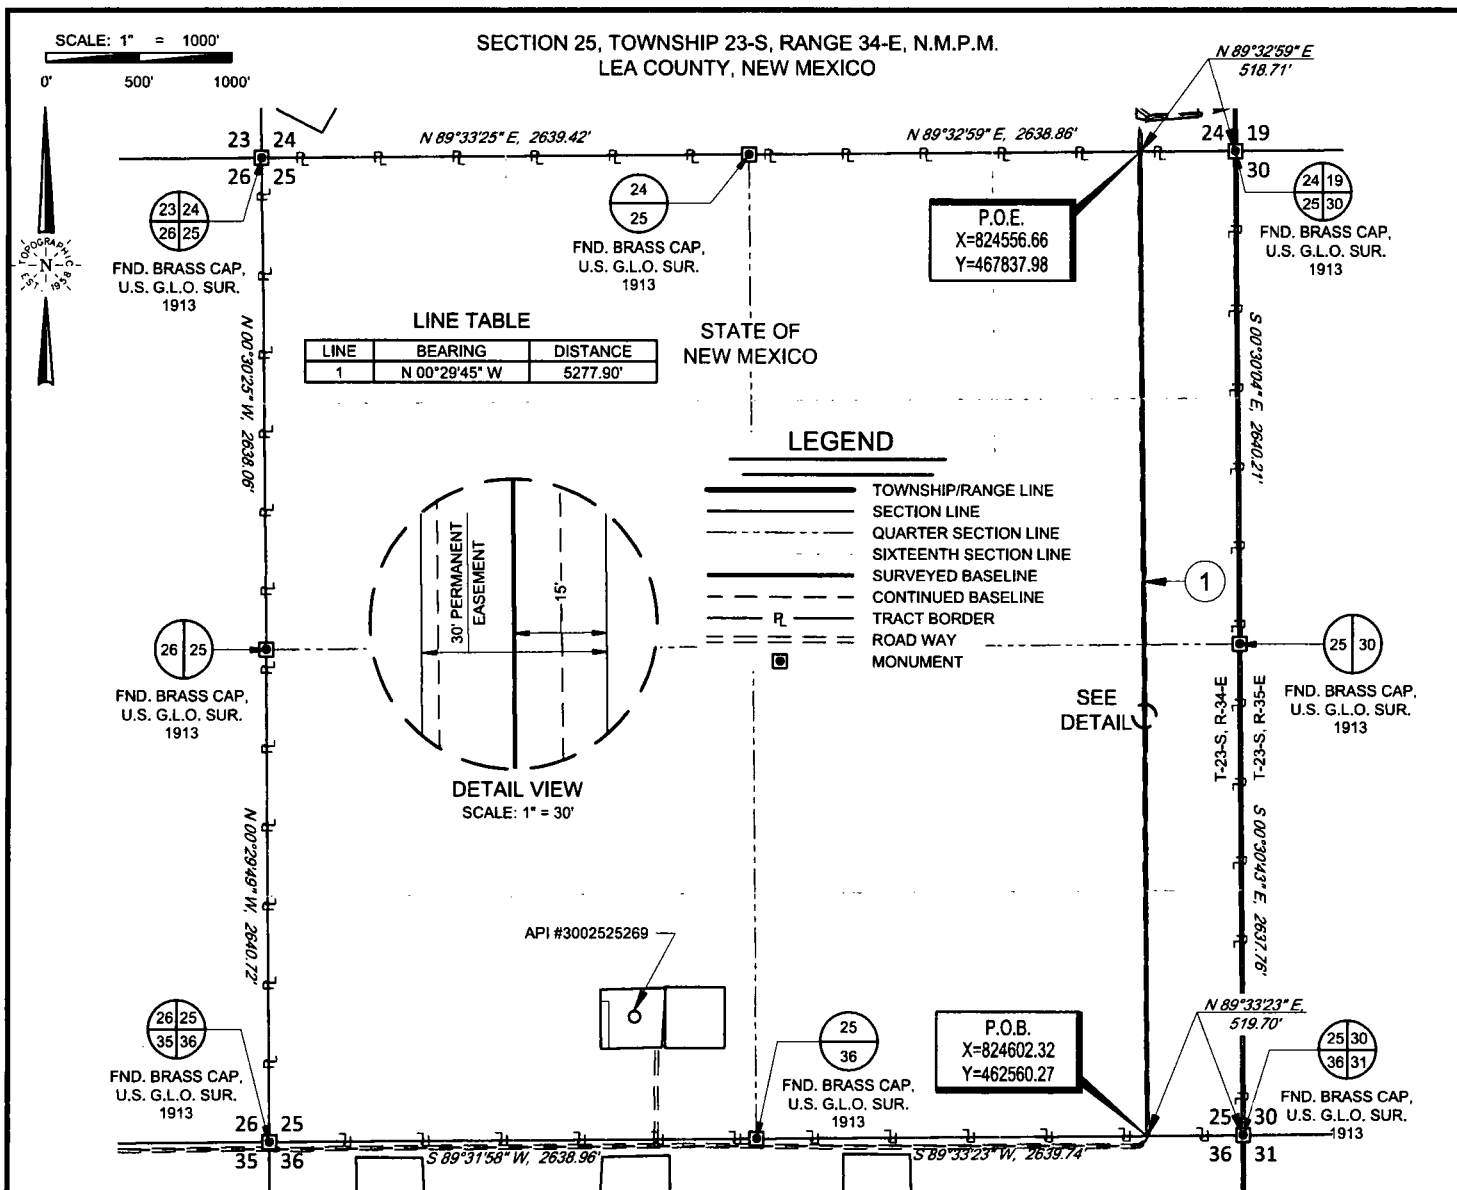 SCALE: 1" = 1000'
0' 500' 1000'
SECTION 25, TOWNSHIP 23-S, RANGE 34-E, N.M.P.M.
LEA COUNTY, NEW MEXICO
N 89°32'59" E
518.71'
N 89°33'25" E, 2639.42'
N 89°32'59" E, 2638.86'
23 24
26 25
24 19
30
23 24
26 25
FND. BRASS CAP,
U.S. G.L.O. SUR.
1913
24
25
FND. BRASS CAP,
U.S. G.L.O. SUR.
1913
P.O.E.
X=824556.66
Y=467837.98
24 19
25 30
FND. BRASS CAP,
U.S. G.L.O. SUR.
1913
TOPOGRAPHIC
N
EST. 1958
LINE TABLE
LINE BEARING DISTANCE
1 N 00°29'45" W 5277.90'
STATE OF
NEW MEXICO
N 00°30'25" W, 2638.06'
S 00°30'04" E, 2640.21'
LEGEND
TOWNSHIP/RANGE LINE
SECTION LINE
QUARTER SECTION LINE
SIXTEENTH SECTION LINE
SURVEYED BASELINE
CONTINUED BASELINE
PL TRACT BORDER
ROAD WAY
MONUMENT
30' PERMANENT
EASEMENT
15'
DETAIL VIEW
SCALE: 1" = 30'
1
26 25
FND. BRASS CAP,
U.S. G.L.O. SUR.
1913
25 30
FND. BRASS CAP,
U.S. G.L.O. SUR.
1913
SEE
DETAIL
T-23-S, R-34-E
T-23-S, R-35-E
N 00°29'49" W, 2640.72'
S 00°30'43" E, 2637.76'
API #3002525269
26 25
35 36
FND. BRASS CAP,
U.S. G.L.O. SUR.
1913
25
36
FND. BRASS CAP,
U.S. G.L.O. SUR.
1913
P.O.B.
X=824602.32
Y=462560.27
N 89°33'23" E,
519.70'
25 30
36 31
FND. BRASS CAP,
U.S. G.L.O. SUR.
1913
26 25
35 36
25 30
36 31
S 89°31'58" W, 2638.96'
S 89°33'23" W, 2639.74'